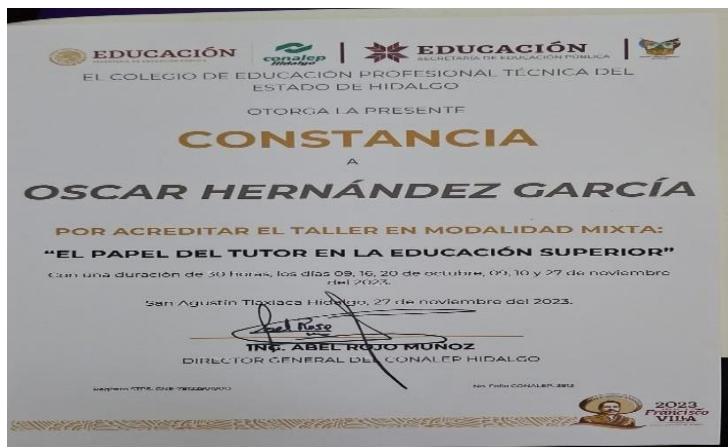 EDUCACIÓN
conalep
Hidalgo
EDUCACIÓN
SECRETARÍA DE EDUCACIÓN PÚBLICA
EL COLEGIO DE EDUCACIÓN PROFESIONAL TÉCNICA DEL
ESTADO DE HIDALGO
OTORGA LA PRESENTE
CONSTANCIA
A
OSCAR HERNÁNDEZ GARCÍA
POR ACREDITAR EL TALLER EN MODALIDAD MIXTA:
“EL PAPEL DEL TUTOR EN LA EDUCACIÓN SUPERIOR”
Con una duración de 30 horas, los días 09, 16, 20 de octubre, 09, 10 y 27 de noviembre
del 2023.
San Agustín Tlaxiaca Hidalgo, 27 de noviembre del 2023.
ING. ABEL ROJO MUÑOZ
DIRECTOR GENERAL DEL CONALEP HIDALGO
No. Folio CONALEP
2023
Francisco
VILLA